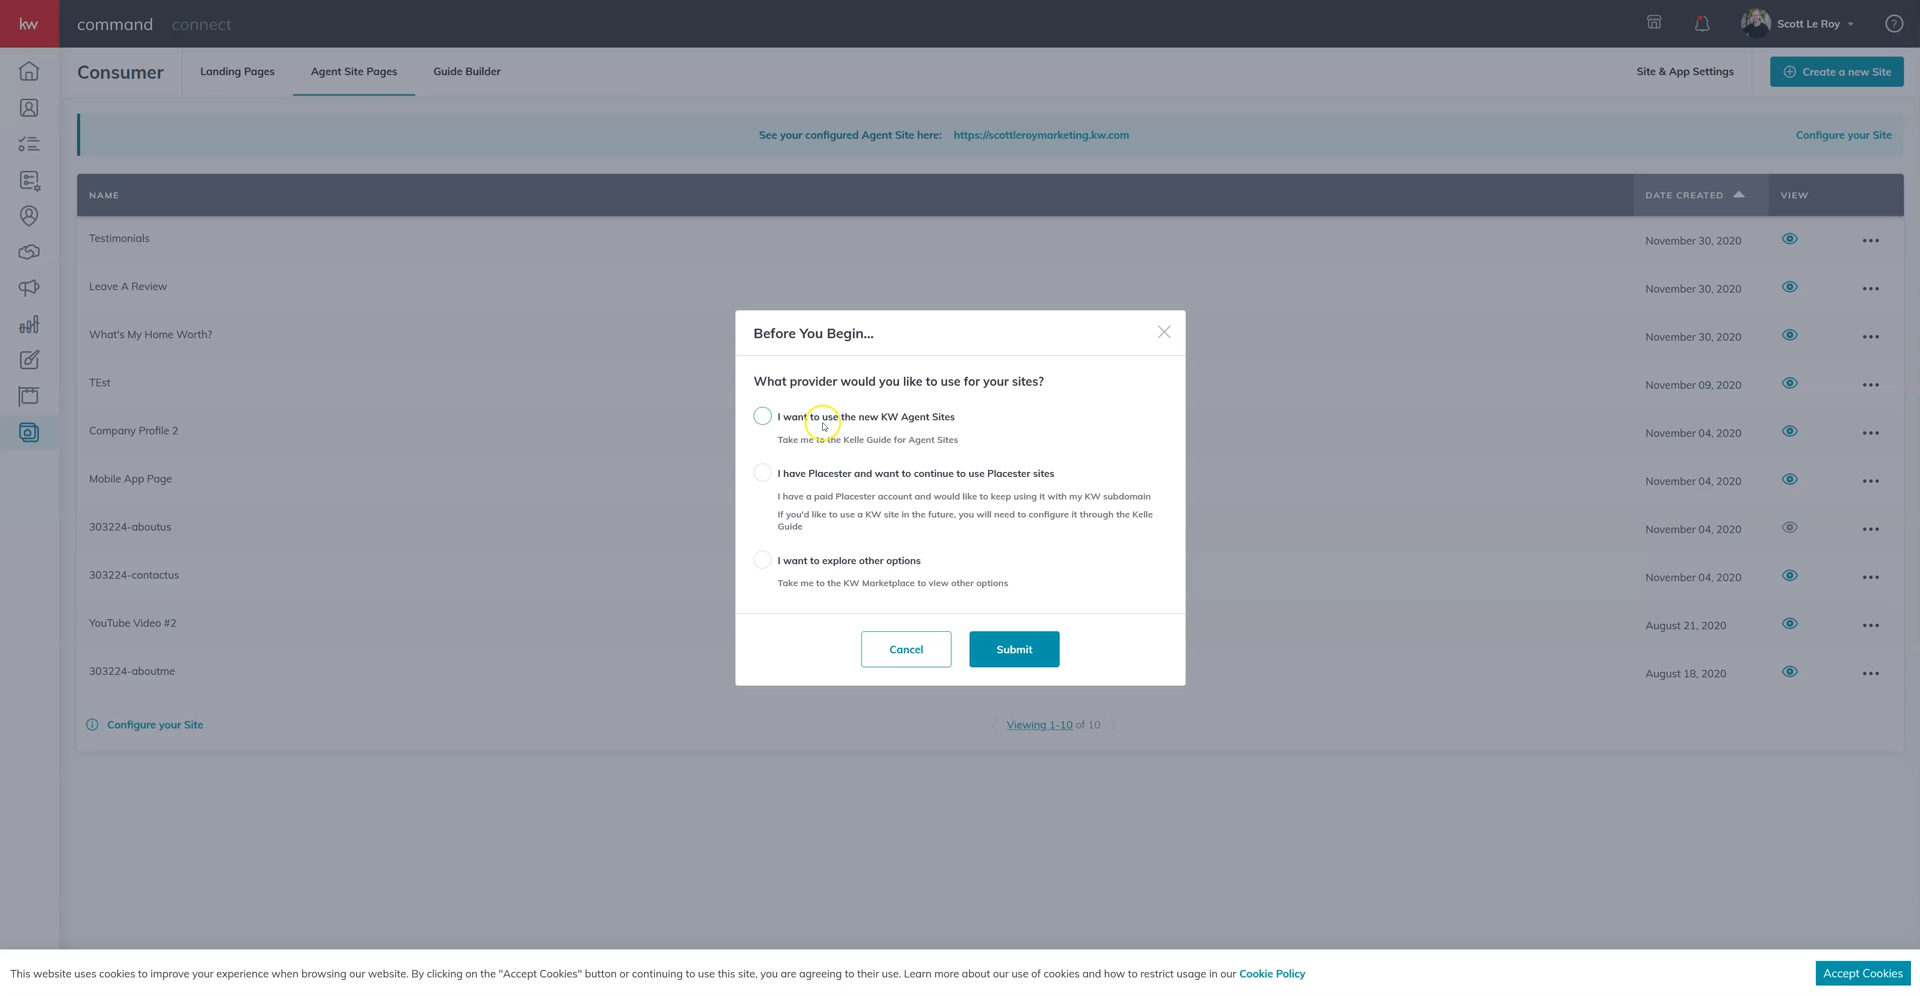 kw
command connect
Scott Le Roy
Consumer
Landing Pages
Agent Site Pages
Guide Builder
Site & App Settings
Create a new Site
See your configured Agent Site here: https://scottleroymarketing.kw.com
Configure your Site
NAME
DATE CREATED
VIEW
Testimonials
November 30, 2020
Leave A Review
November 30, 2020
What's My Home Worth?
November 30, 2020
TEst
November 09, 2020
Company Profile 2
November 04, 2020
Mobile App Page
November 04, 2020
303224-aboutus
November 04, 2020
303224-contactus
November 04, 2020
YouTube Video #2
August 21, 2020
303224-aboutme
August 18, 2020
Configure your Site
Viewing 1-10 of 10
Before You Begin...
What provider would you like to use for your sites?
I want to use the new KW Agent Sites
Take me to the Kelle Guide for Agent Sites
I have Placester and want to continue to use Placester sites
I have a paid Placester account and would like to keep using it with my KW subdomain
If you'd like to use a KW site in the future, you will need to configure it through the Kelle
Guide
I want to explore other options
Take me to the KW Marketplace to view other options
Cancel
Submit
This website uses cookies to improve your experience when browsing our website. By clicking on the "Accept Cookies" button or continuing to use this site, you are agreeing to their use. Learn more about our use of cookies and how to restrict usage in our Cookie Policy
Accept Cookies